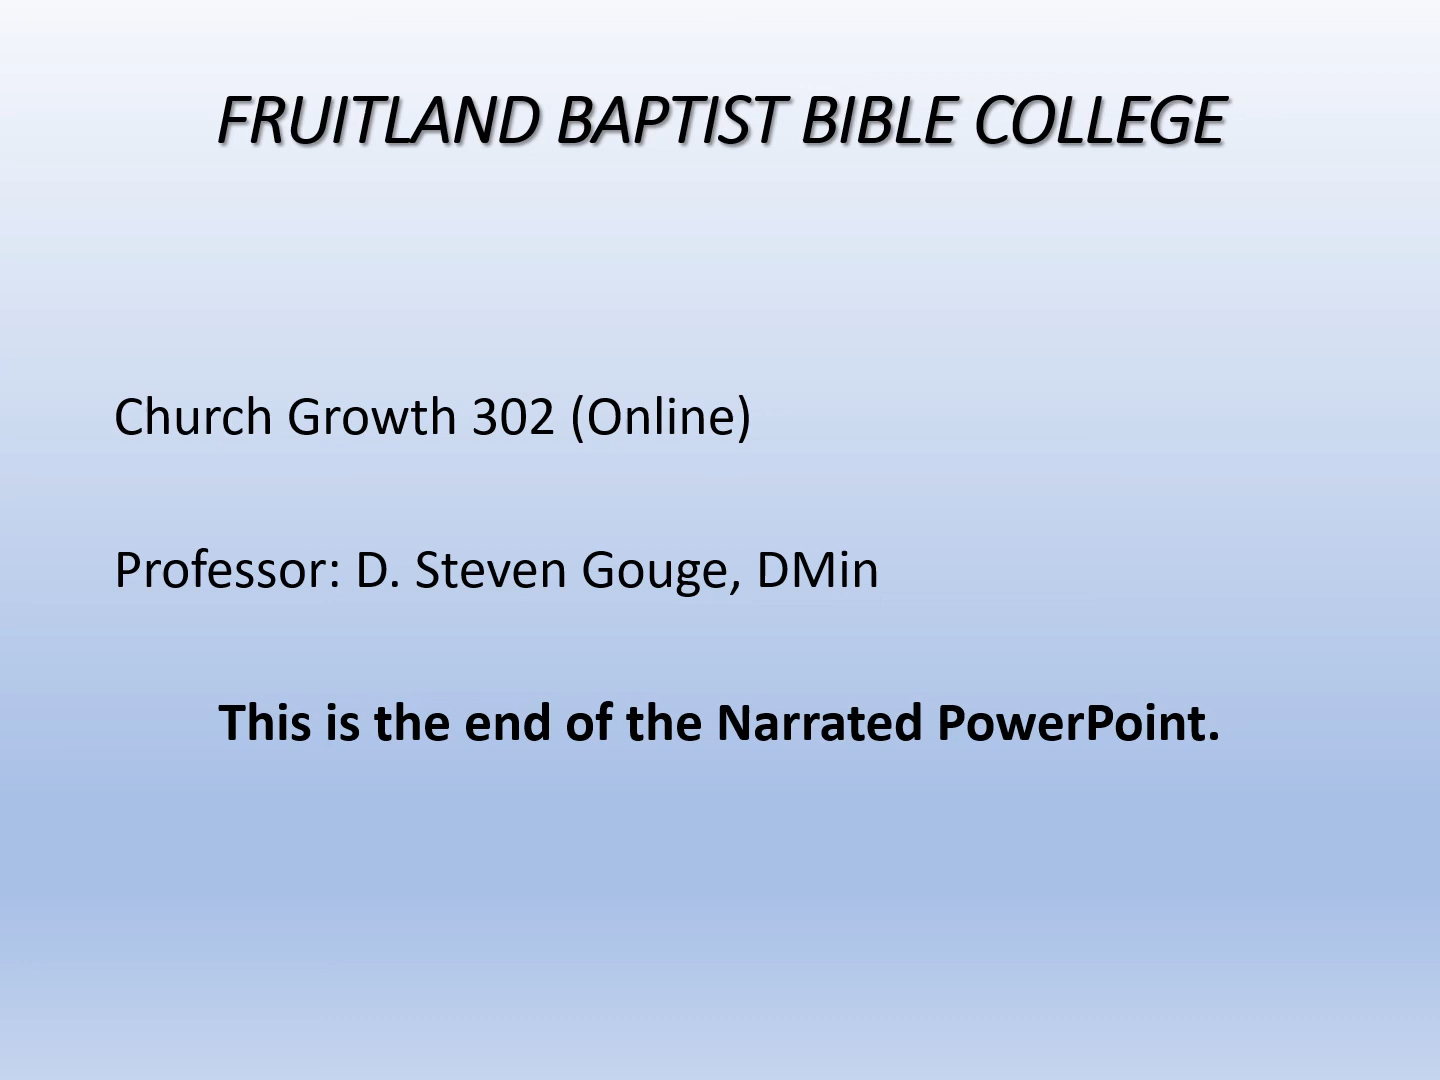 FRUITLAND BAPTIST BIBLE COLLEGE
Church Growth 302 (Online)
Professor: D. Steven Gouge, DMin
This is the end of the Narrated PowerPoint.